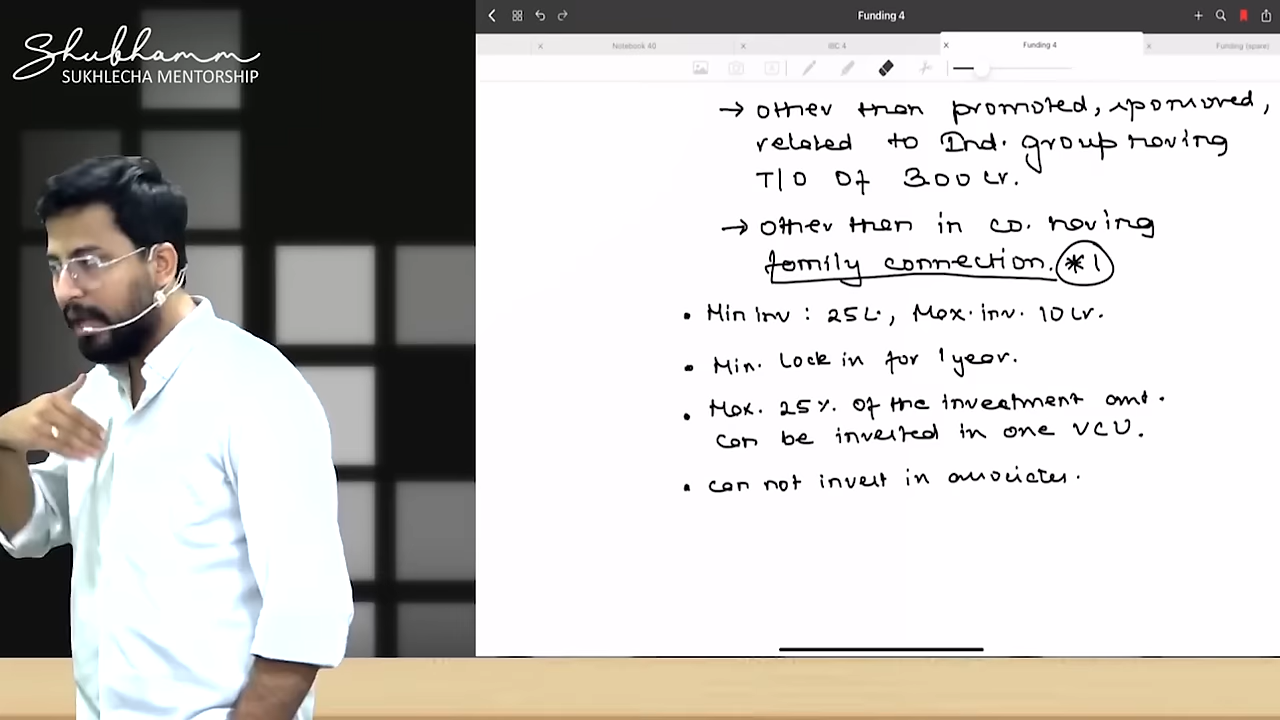 Shubhamm
SUKHLECHA MENTORSHIP
Funding 4
Notebook 40
IBC 4
Funding 4
Funding (spare)
→ other than promoted, sponsored,
related to Ind. group having
T/O Of 300 cr.
→ other than in co. having
family connection. *1
• Min inv : 25L., Max. inv. 10 cr.
• Min. Lock in for 1 year.
• Max. 25%. Of the investment amt.
can be invested in one VCU.
• can not invest in associates.